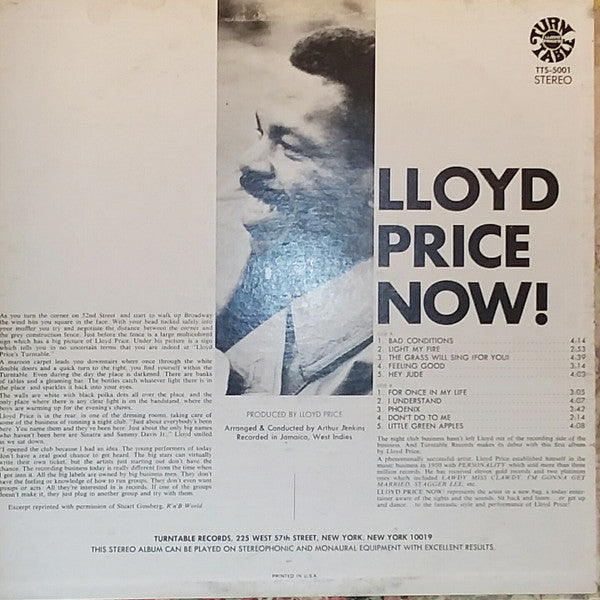 TURN
TABLE
TTS-5001
STEREO
LLOYD
PRICE
NOW!
SIDE A
1. BAD CONDITIONS 4:14
2. LIGHT MY FIRE 2:53
3. THE GRASS WILL SING (FOR YOU) 4:39
4. FEELING GOOD 5:21
5. HEY JUDE 4:03
1. FOR ONCE IN MY LIFE 3:05
2. I UNDERSTAND 4:07
3. PHOENIX 3:42
4. DON'T DO TO ME 2:14
5. LITTLE GREEN APPLES 4:08
The night club business hasn't left Lloyd out of the recording side of the
business. And Turntable Records makes its debut with this first album
by Lloyd Price.
A phenomenally successful artist, Lloyd Price established himself in the
music business in 1950 with PERSONALITY which sold more than three
million records. He has recorded eleven gold records and two platinum
ones which included LAWDY MISS CLAWDY, I'M GONNA GET
MARRIED, STAGGER LEE, etc.
LLOYD PRICE NOW! represents the artist in a new bag, a today enter-
tainer aware of the sights and the sounds. Sit back and listen ... or get up
and dance ... to the fantastic style and performance of Lloyd Price!
As you turn the corner on 52nd Street and start to walk up Broadway
the wind hits you square in the face. With your head tucked safely into
your muffler you try and negotiate the distance between the corner and
the grey construction fence. Just before the fence is a large multicolored
sign which has a big picture of Lloyd Price. Under his picture is a sign
which tells you in no uncertain terms that you are indeed at "Lloyd
Price's Turntable."
A maroon carpet leads you downstairs where once through the white
double doors and a quick turn to the right, you find yourself within the
Turntable. Even during the day the place is darkened. There are banks
of tables and a gleaming bar. The bottles catch whatever light there is in
the place and sparkles it back into your eyes.
The walls are white with black polka dots all over the place and the
only place where there is any clear light is on the bandstand, where the
boys are warming up for the evening's shows.
Lloyd Price is in the rear, in one of the dressing rooms, taking care of
some of the business of running a night club. "Just about everybody's been
here. You name them and they've been here. Just about the only big names
who haven't been here are Sinatra and Sammy Davis Jr.," Lloyd smiled
as we sat down.
"I opened the club because I had an idea. The young performers of today
don't have a real good chance to get heard. The big stars can virtually
write their own ticket, but the artists just starting out don't have the
chance. The recording business today is really different from the time when
I got into it. All the big labels are owned by big business men. They don't
have the feeling or knowledge of how to run groups. They don't even want
groups or acts. All they're interested in is records. If one of the groups
doesn't make it, they just plug in another group and try with them.
Excerpt reprinted with permission of Stuart Ginsberg, R'n'B World
PRODUCED BY LLOYD PRICE
Arranged & Conducted by Arthur Jenkins
Recorded in Jamaica, West Indies
TURNTABLE RECORDS, 225 WEST 57th STREET, NEW YORK, NEW YORK 10019
THIS STEREO ALBUM CAN BE PLAYED ON STEREOPHONIC AND MONAURAL EQUIPMENT WITH EXCELLENT RESULTS.
PRINTED IN U.S.A.